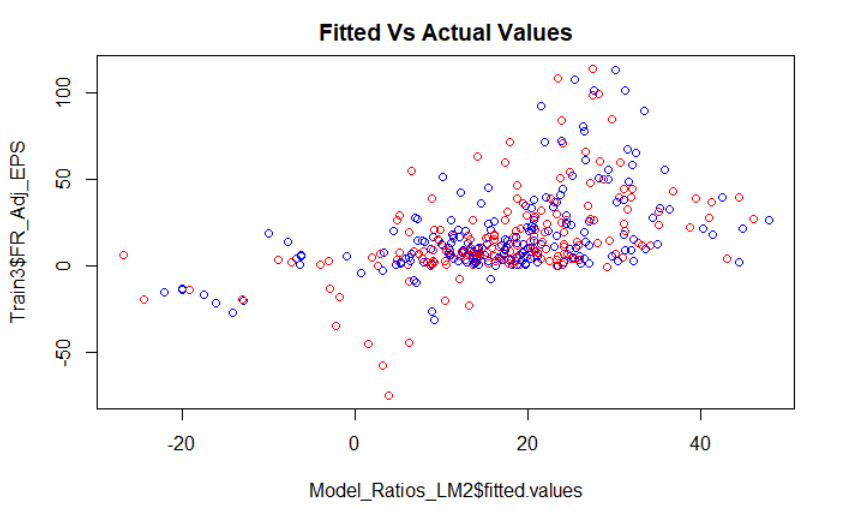 Fitted Vs Actual Values
Train3$FR_Adj_EPS
100
50
0
-50
-20
0
20
40
Model_Ratios_LM2$fitted.values